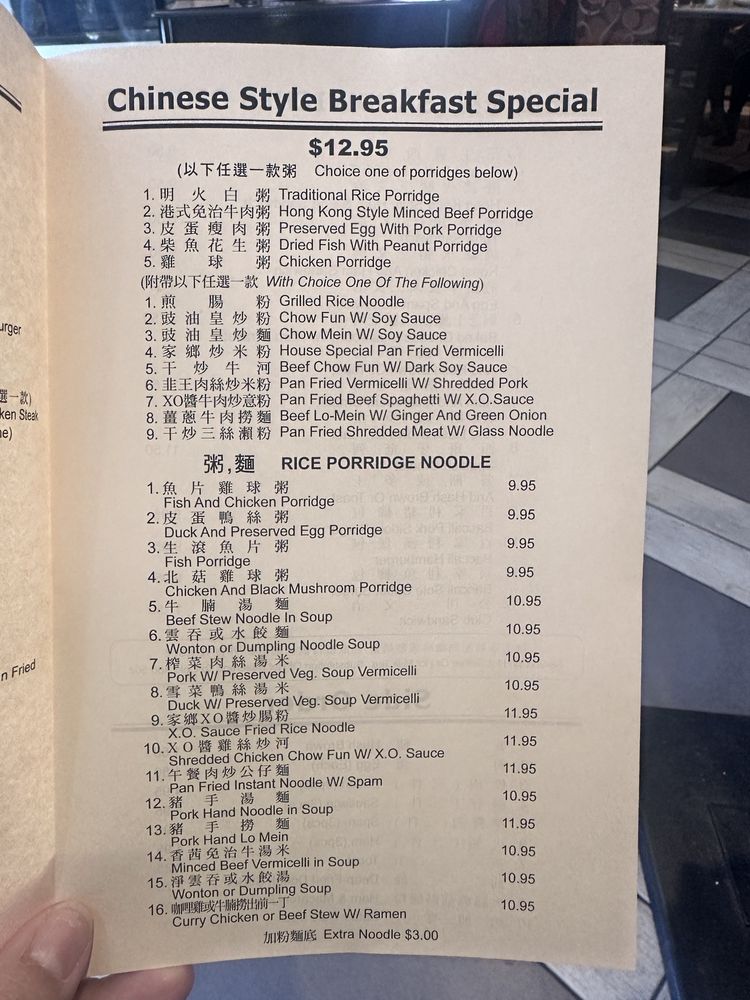 Chinese Style Breakfast Special
$12.95
(以下任選一款粥 Choice one of porridges below)
1. 明火白粥 Traditional Rice Porridge
2. 港式免治牛肉粥 Hong Kong Style Minced Beef Porridge
3. 皮蛋瘦肉粥 Preserved Egg With Pork Porridge
4. 柴魚花生粥 Dried Fish With Peanut Porridge
5. 雞球粥 Chicken Porridge
(附帶以下任選一款 With Choice One Of The Following)
1. 煎腸粉 Grilled Rice Noodle
2. 豉油皇炒粉 Chow Fun W/ Soy Sauce
3. 豉油皇炒麵 Chow Mein W/ Soy Sauce
4. 家鄉炒米粉 House Special Pan Fried Vermicelli
5. 干炒牛河 Beef Chow Fun W/ Dark Soy Sauce
6. 韭王肉絲炒米粉 Pan Fried Vermicelli W/ Shredded Pork
7. XO醬牛肉炒意粉 Pan Fried Beef Spaghetti W/ X.O.Sauce
8. 薑蔥牛肉撈麵 Beef Lo-Mein W/ Ginger And Green Onion
9. 干炒三絲瀨粉 Pan Fried Shredded Meat W/ Glass Noodle
粥,麵 RICE PORRIDGE NOODLE
1. 魚片雞球粥 9.95
Fish And Chicken Porridge
2. 皮蛋鴨絲粥 9.95
Duck And Preserved Egg Porridge
3. 生滾魚片粥 9.95
Fish Porridge
4. 北菇雞球粥 9.95
Chicken And Black Mushroom Porridge
5. 牛腩湯麵 10.95
Beef Stew Noodle In Soup
6. 雲吞或水餃麵 10.95
Wonton or Dumpling Noodle Soup
7. 榨菜肉絲湯米 10.95
Pork W/ Preserved Veg. Soup Vermicelli
8. 雪菜鴨絲湯米 10.95
Duck W/ Preserved Veg. Soup Vermicelli
9. 家鄉XO醬炒腸粉 11.95
X.O. Sauce Fried Rice Noodle
10. XO醬雞絲炒河 11.95
Shredded Chicken Chow Fun W/ X.O. Sauce
11. 午餐肉炒公仔麵 11.95
Pan Fried Instant Noodle W/ Spam
12. 豬手湯麵 10.95
Pork Hand Noodle in Soup
13. 豬手撈麵 11.95
Pork Hand Lo Mein
14. 香茜免治牛湯米 10.95
Minced Beef Vermicelli in Soup
15. 淨雲吞或水餃湯 10.95
Wonton or Dumpling Soup
16. 咖哩雞或牛腩撈出前一丁 10.95
Curry Chicken or Beef Stew W/ Ramen
加粉麵底 Extra Noodle $3.00
urger
選一款)
ken Steak
n Fried